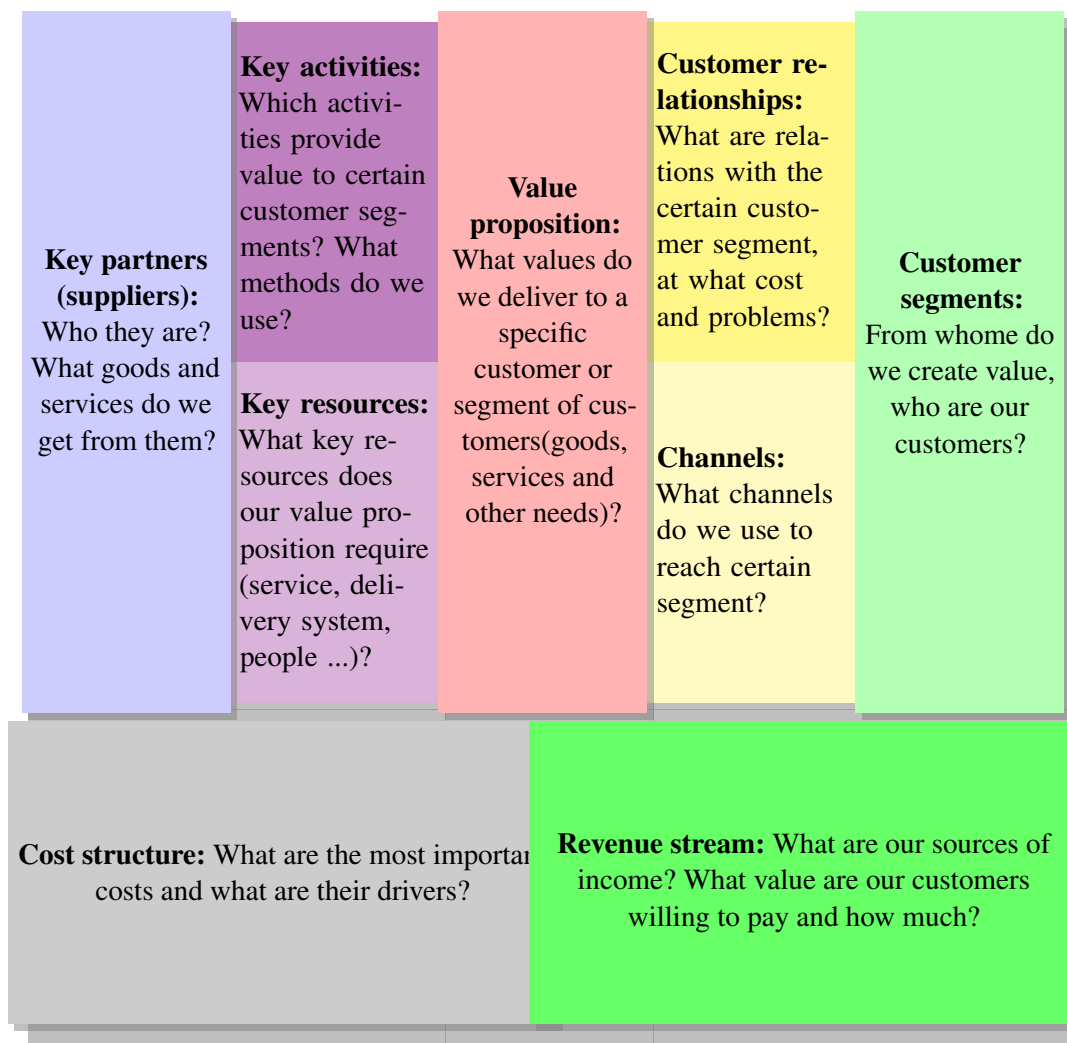 Key partners
(suppliers):
Who they are?
What goods and
services do we
get from them?
Key activities:
Which activi-
ties provide
value to certain
customer seg-
ments? What
methods do we
use?
Key resources:
What key re-
sources does
our value pro-
position require
(service, deli-
very system,
people ...)?
Value
proposition:
What values do
we deliver to a
specific
customer or
segment of cus-
tomers(goods,
services and
other needs)?
Customer re-
lationships:
What are rela-
tions with the
certain custo-
mer segment,
at what cost
and problems?
Channels:
What channels
do we use to
reach certain
segment?
Customer
segments:
From whome do
we create value,
who are our
customers?
Cost structure: What are the most importan
costs and what are their drivers?
Revenue stream: What are our sources of
income? What value are our customers
willing to pay and how much?